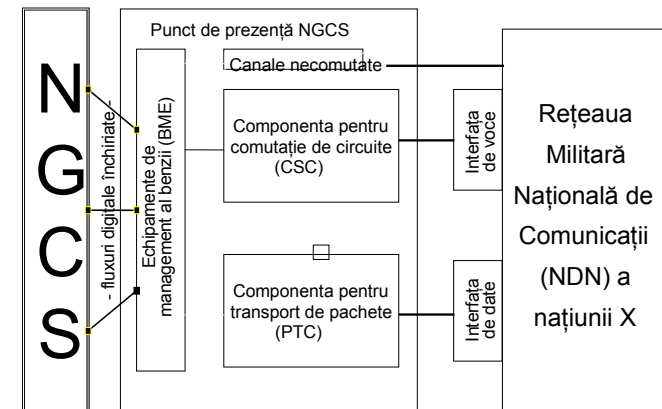 N
G
C
S
- fluxuri digitale închiriate -
Punct de prezență NGCS
Echipamente de
management al benzii (BME)
Canale necomutate
Componenta pentru
comutație de circuite
(CSC)
Componenta pentru
transport de pachete
(PTC)
Interfața
de voce
Interfața
de date
Rețeaua
Militară
Națională de
Comunicații
(NDN) a
națiunii X